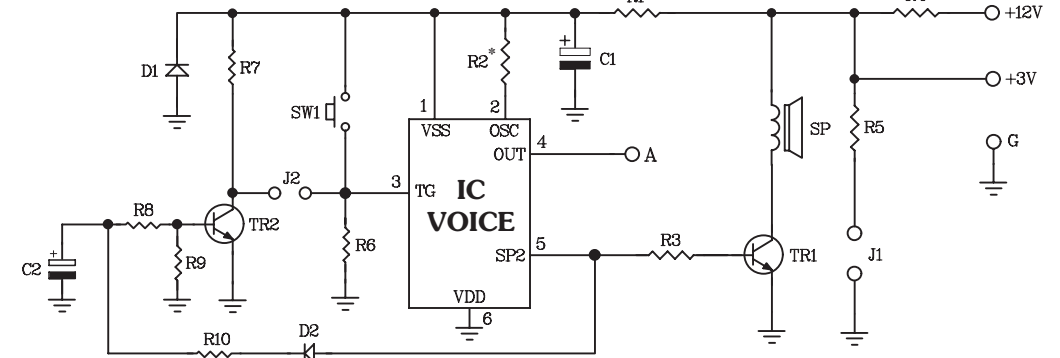 +12V
D1
R7
R2*
+
C1
+3V
SW1
1
2
VSS
OSC
SP
R5
OUT
4
A
G
J2
3
TG
IC
VOICE
R8
TR2
R6
C2
+
R9
SP2
5
R3
TR1
J1
VDD
6
R10
D2